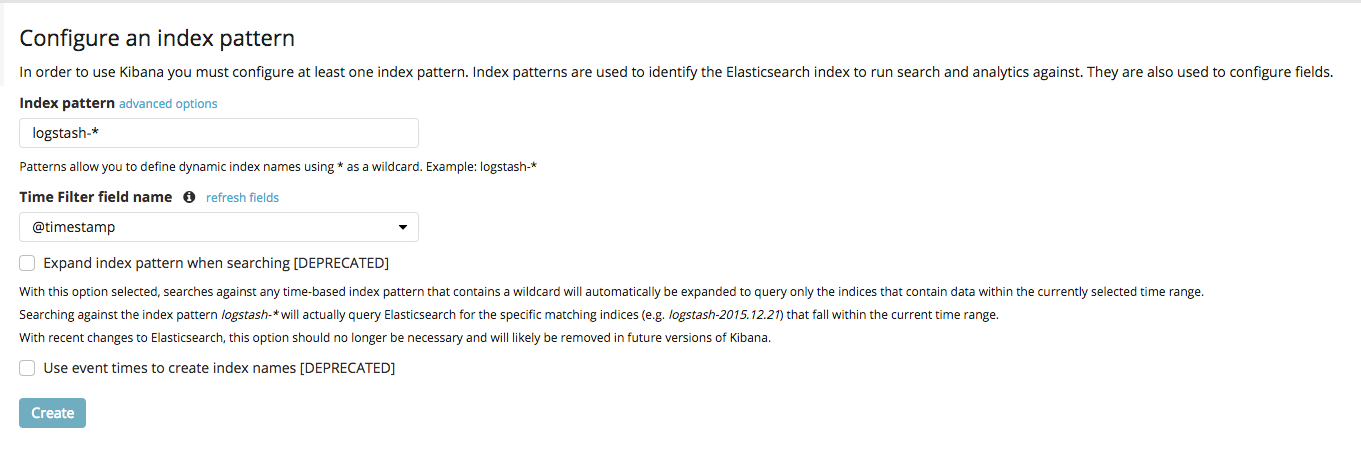 Configure an index pattern
In order to use Kibana you must configure at least one index pattern. Index patterns are used to identify the Elasticsearch index to run search and analytics against. They are also used to configure fields.
Index pattern advanced options
logstash-*
Patterns allow you to define dynamic index names using * as a wildcard. Example: logstash-*
Time Filter field name refresh fields
@timestamp
Expand index pattern when searching [DEPRECATED]
With this option selected, searches against any time-based index pattern that contains a wildcard will automatically be expanded to query only the indices that contain data within the currently selected time range.
Searching against the index pattern logstash-* will actually query Elasticsearch for the specific matching indices (e.g. logstash-2015.12.21) that fall within the current time range.
With recent changes to Elasticsearch, this option should no longer be necessary and will likely be removed in future versions of Kibana.
Use event times to create index names [DEPRECATED]
Create